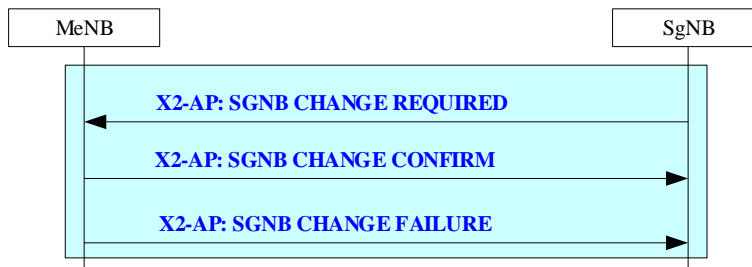 MeNB
SgNB
X2-AP: SGNB CHANGE REQUIRED
X2-AP: SGNB CHANGE CONFIRM
X2-AP: SGNB CHANGE FAILURE